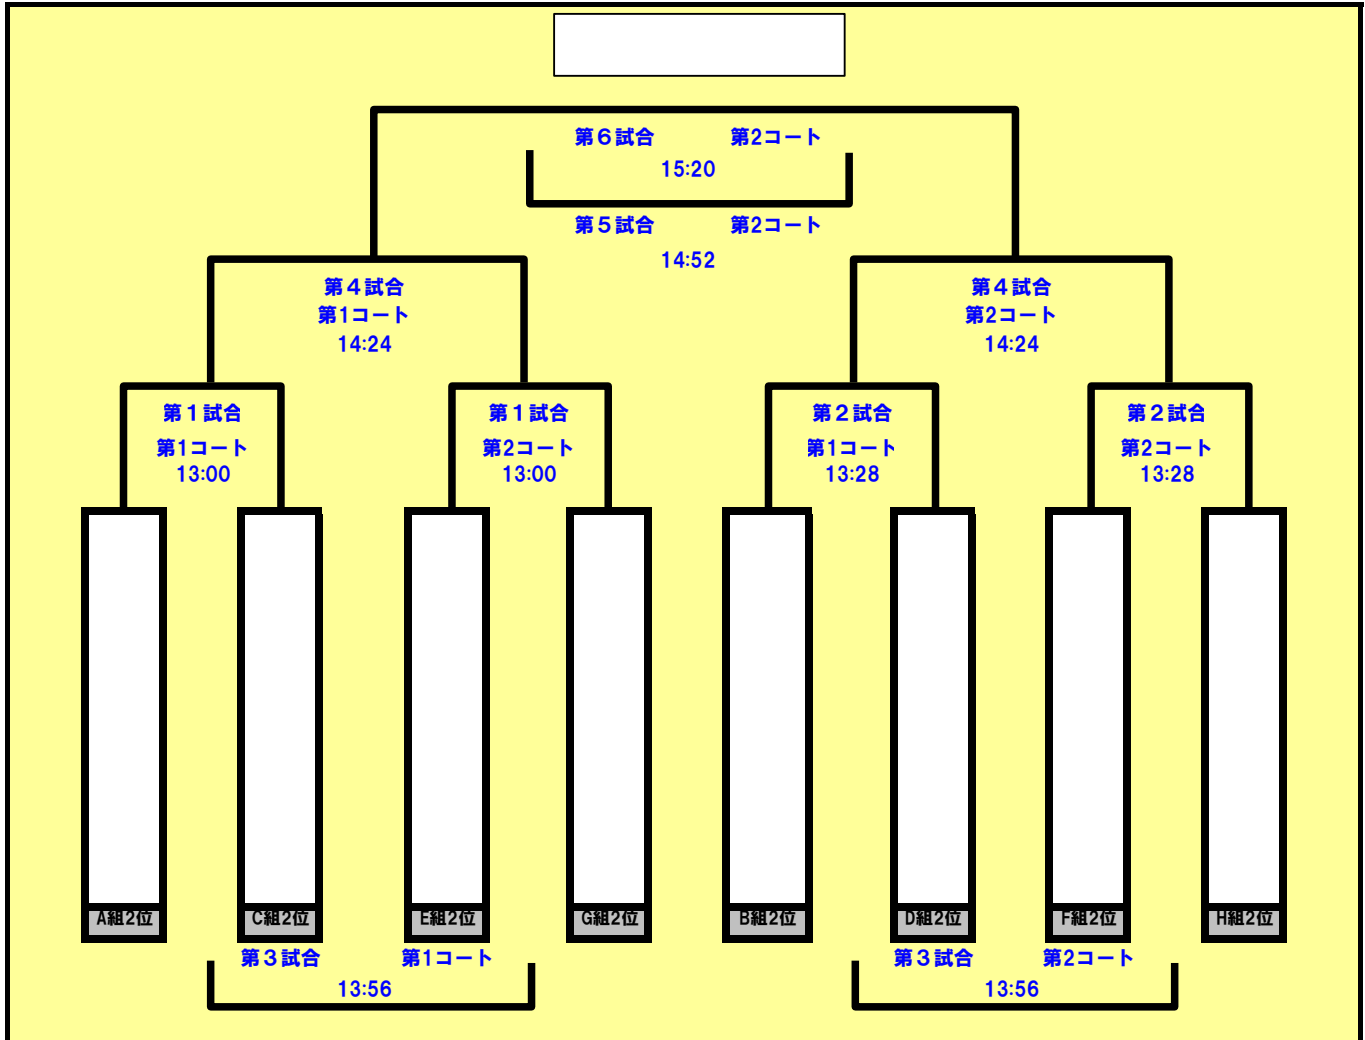 第６試合 第2コート
15:20
第５試合 第2コート
14:52
第４試合
第1コート
14:24
第４試合
第2コート
14:24
第１試合
第1コート
13:00
第１試合
第2コート
13:00
第２試合
第1コート
13:28
第２試合
第2コート
13:28
A組2位 C組2位 E組2位 G組2位 B組2位 D組2位 F組2位 H組2位
第３試合 第1コート
13:56
第３試合 第2コート
13:56